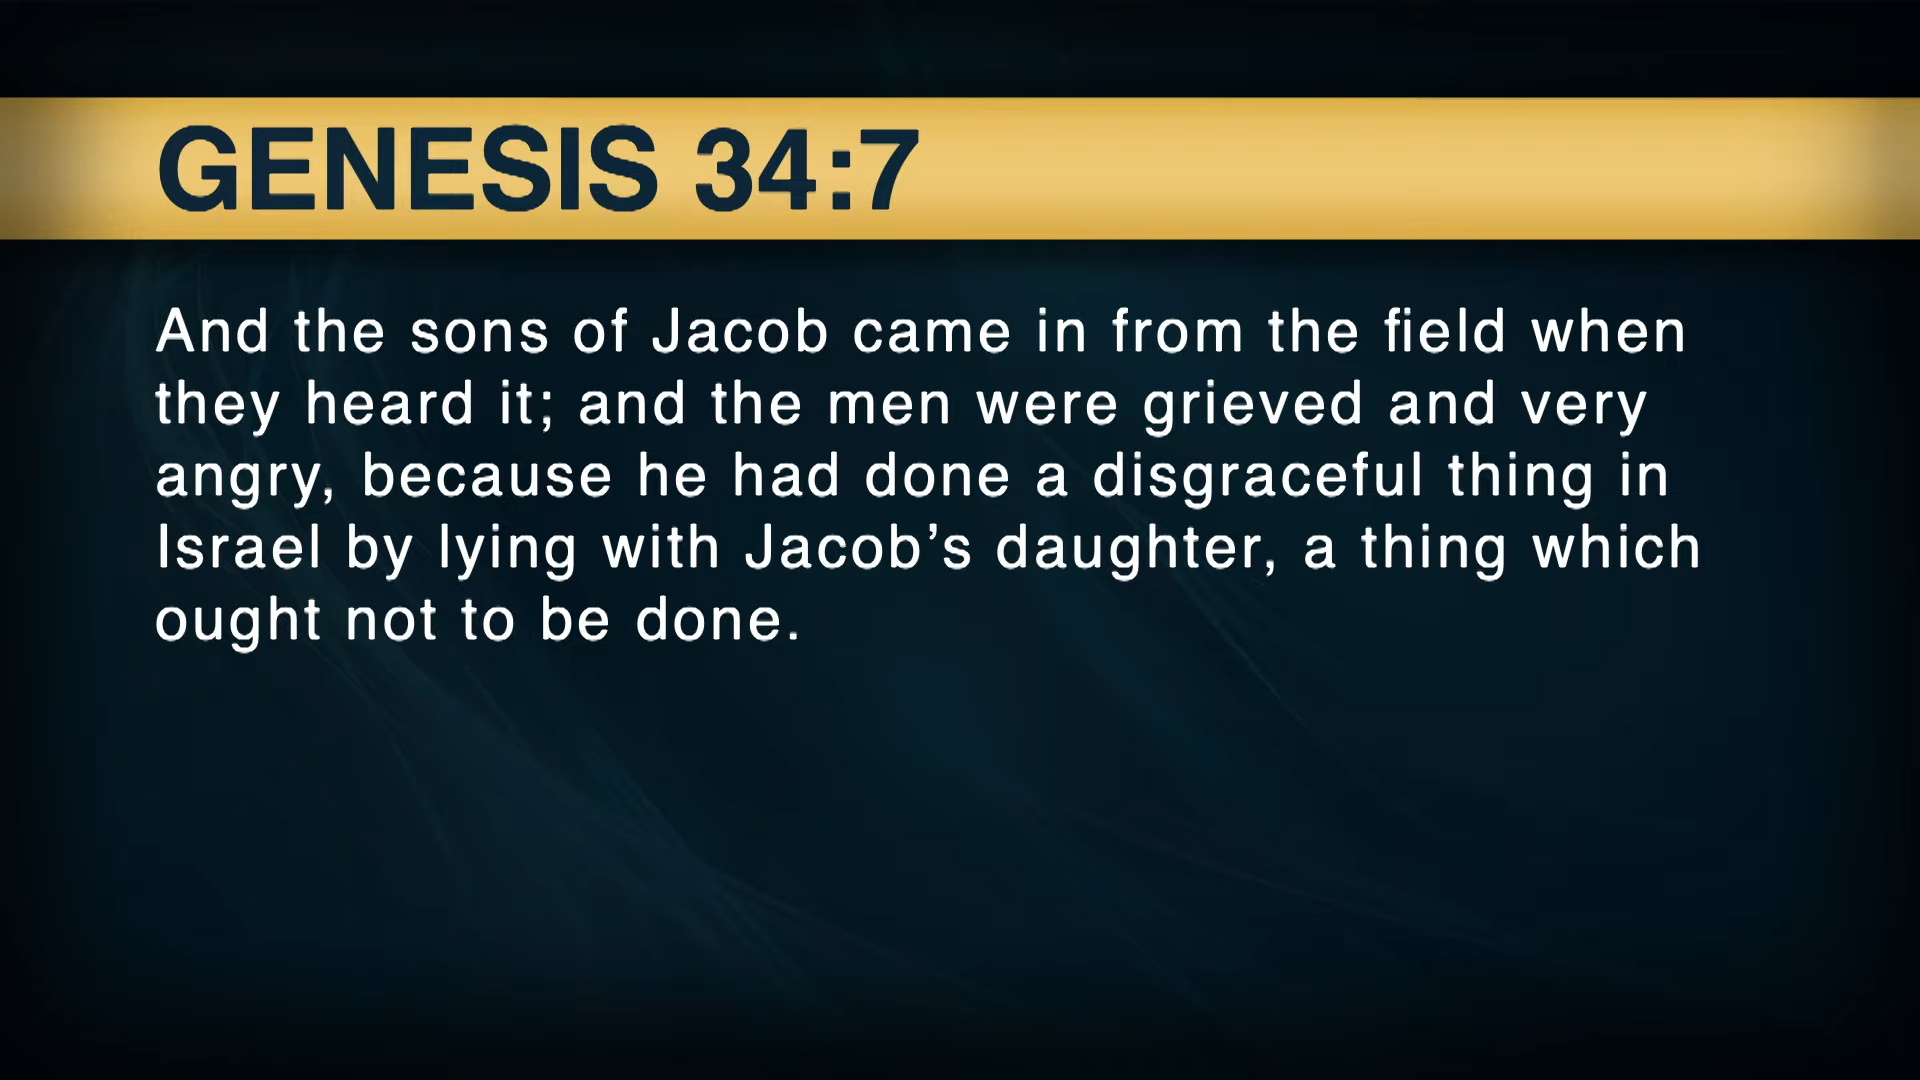 GENESIS 34:7
And the sons of Jacob came in from the field when
they heard it; and the men were grieved and very
angry, because he had done a disgraceful thing in
Israel by lying with Jacob’s daughter, a thing which
ought not to be done.